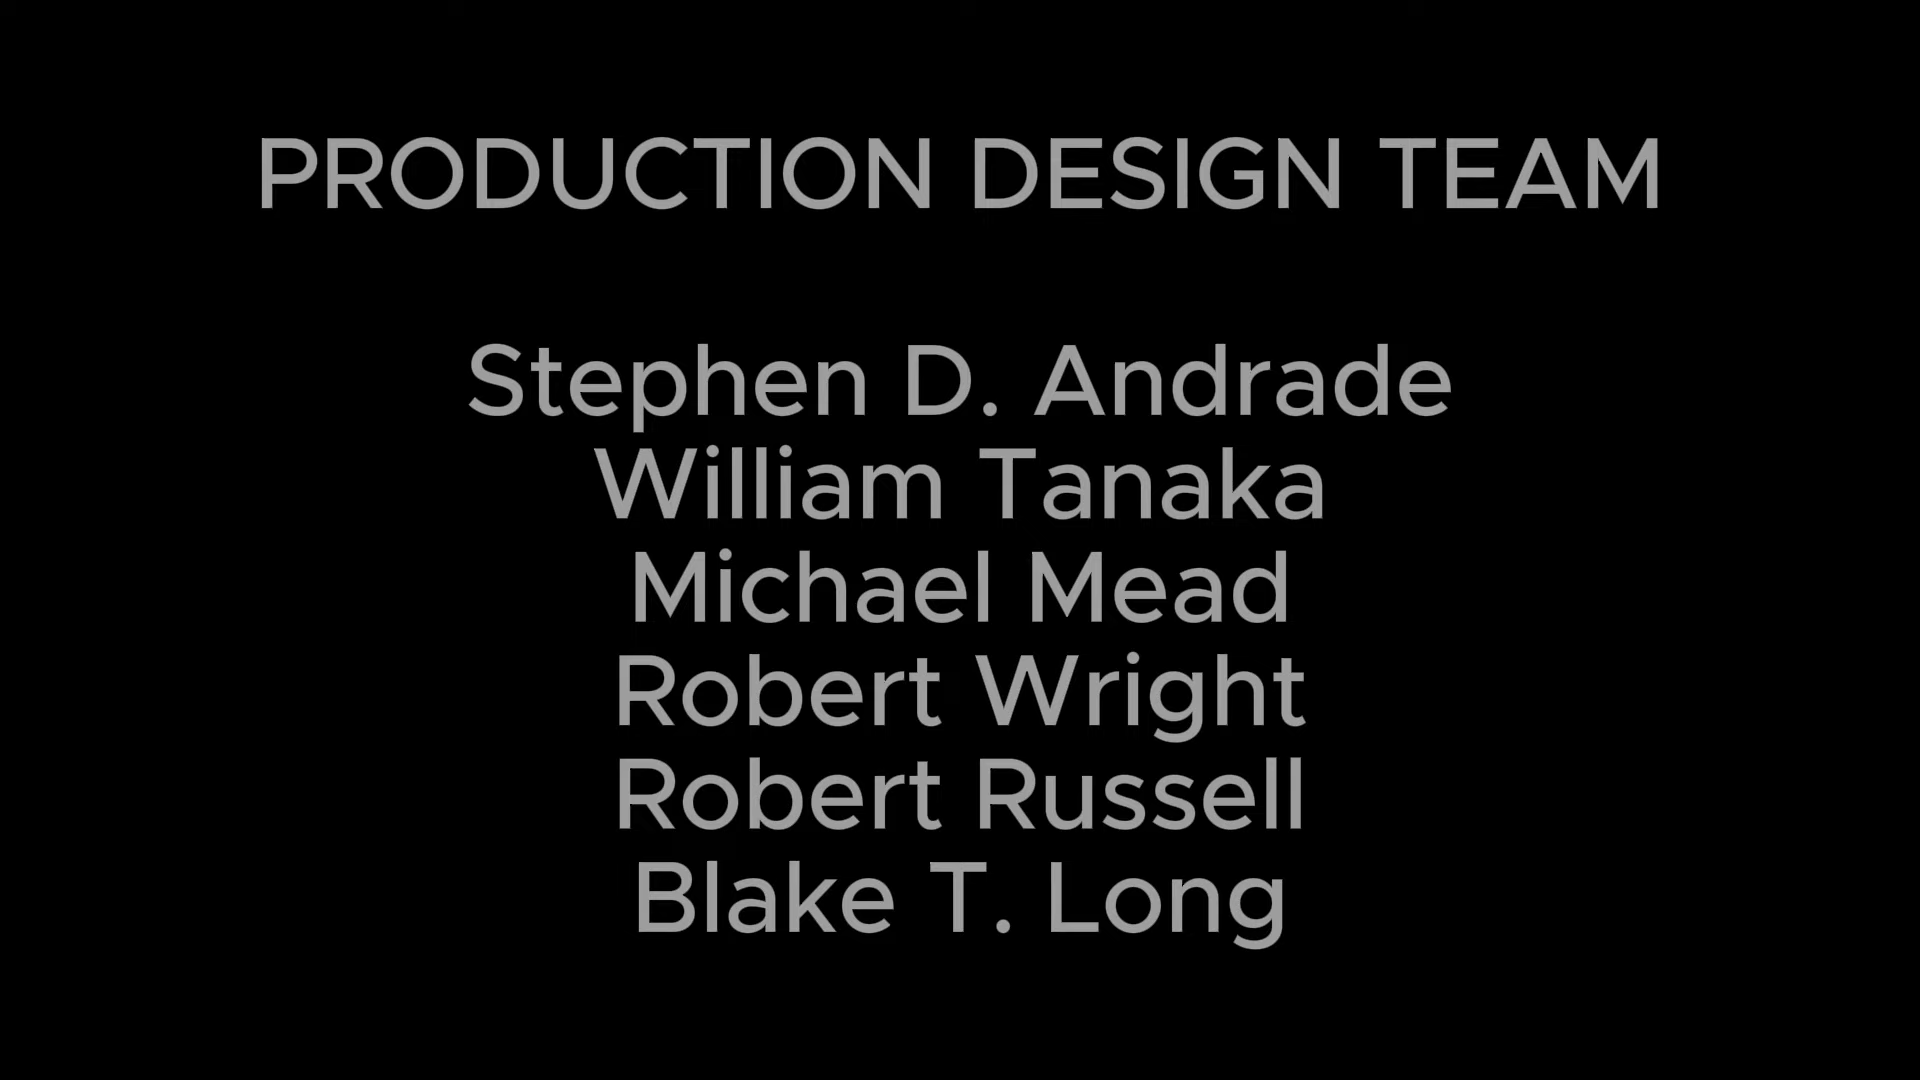 PRODUCTION DESIGN TEAM
Stephen D. Andrade
William Tanaka
Michael Mead
Robert Wright
Robert Russell
Blake T. Long